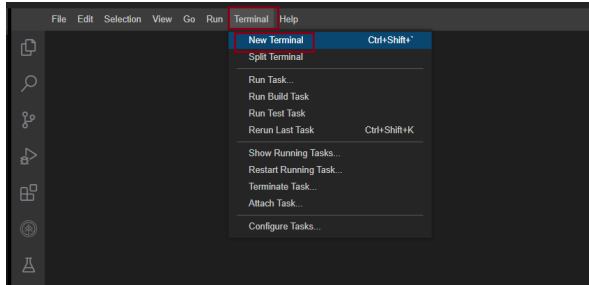 File Edit Selection View Go Run Terminal Help
New Terminal Ctrl+Shift+`
Split Terminal
Run Task...
Run Build Task
Run Test Task
Rerun Last Task Ctrl+Shift+K
Show Running Tasks...
Restart Running Task...
Terminate Task...
Attach Task...
Configure Tasks...